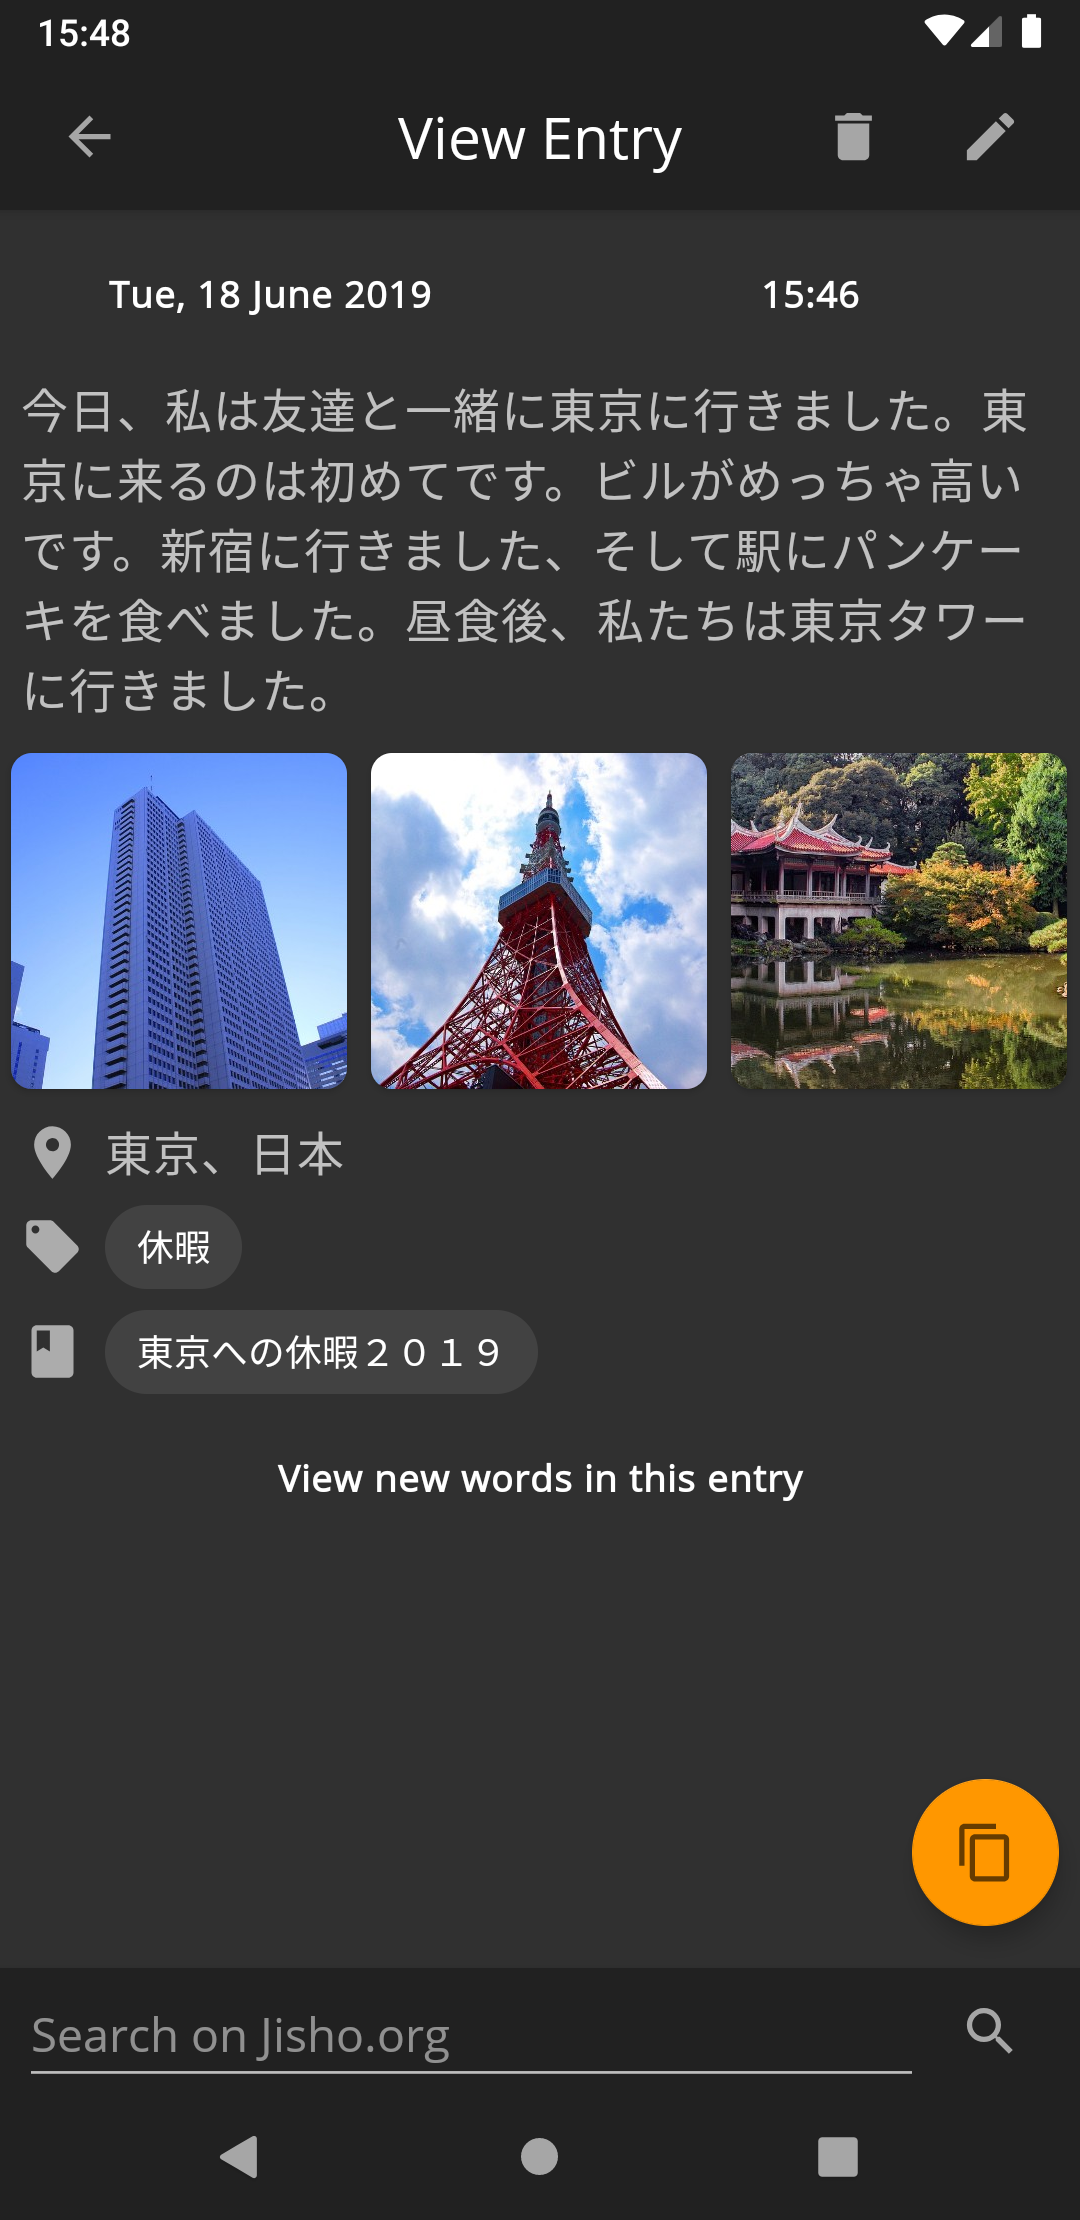 15:48
View Entry
Tue, 18 June 2019 15:46
今日、私は友達と一緒に東京に行きました。東
京に来るのは初めてです。ビルがめっちゃ高い
です。新宿に行きました、そして駅にパンケー
キを食べました。昼食後、私たちは東京タワー
に行きました。
東京、日本
休暇
東京への休暇２０１９
View new words in this entry
Search on Jisho.org